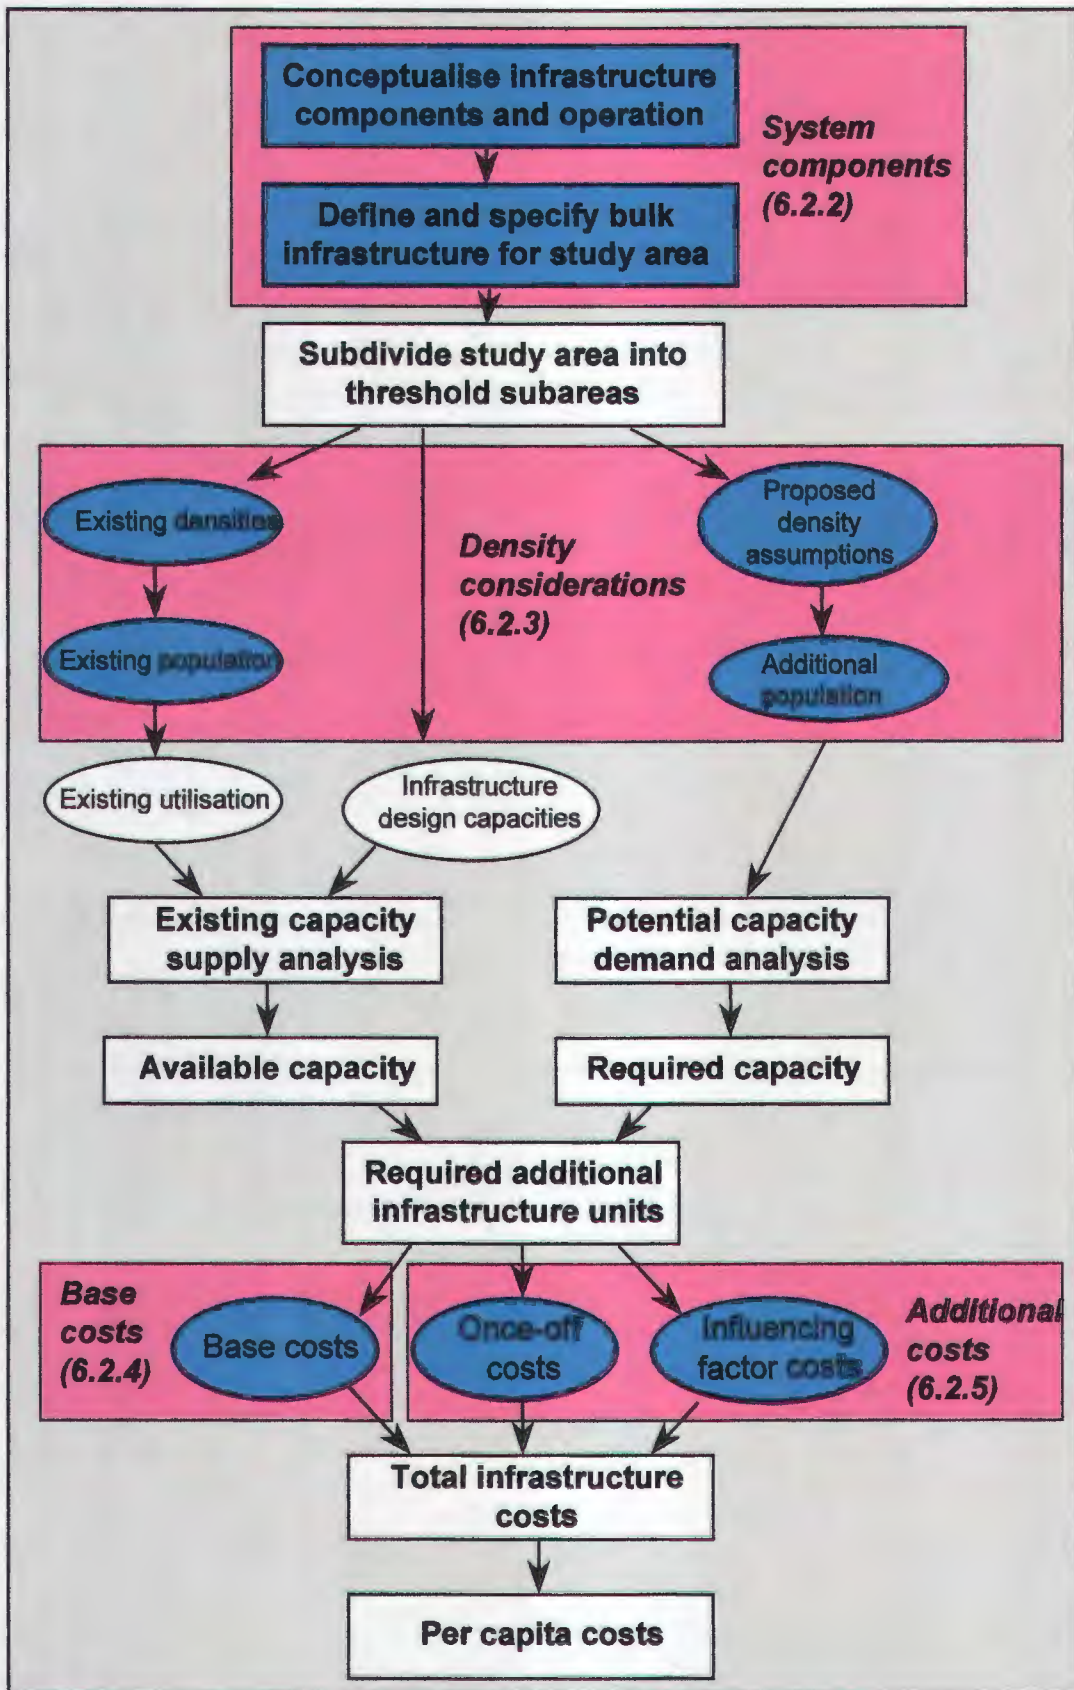 Conceptualise infrastructure
components and operation
System
components
(6.2.2)
Define and specify bulk
infrastructure for study area
Subdivide study area into
threshold subareas
Existing densities
Proposed
density
assumptions
Density
considerations
(6.2.3)
Existing population
Additional
population
Existing utilisation
Infrastructure
design capacities
Existing capacity
supply analysis
Potential capacity
demand analysis
Available capacity
Required capacity
Required additional
infrastructure units
Base
costs
(6.2.4)
Base costs
Once-off
costs
Influencing
factor costs
Additional
costs
(6.2.5)
Total infrastructure
costs
Per capita costs